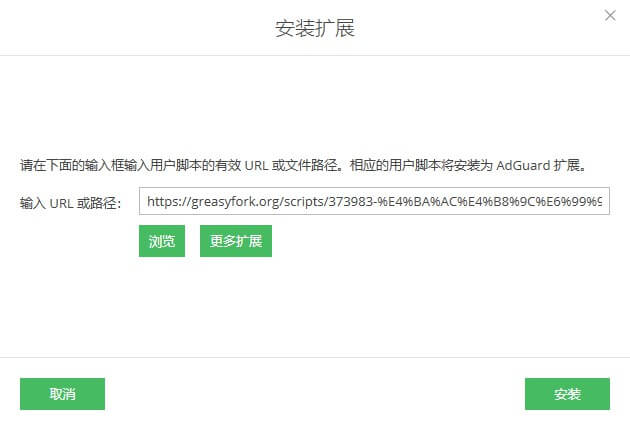 安装扩展
请在下面的输入框输入用户脚本的有效 URL 或文件路径。相应的用户脚本将安装为 AdGuard 扩展。
输入 URL 或路径： https://greasyfork.org/scripts/373983-%E4%BA%AC%E4%B8%9C%E6%99%9
浏览 更多扩展
取消 安装